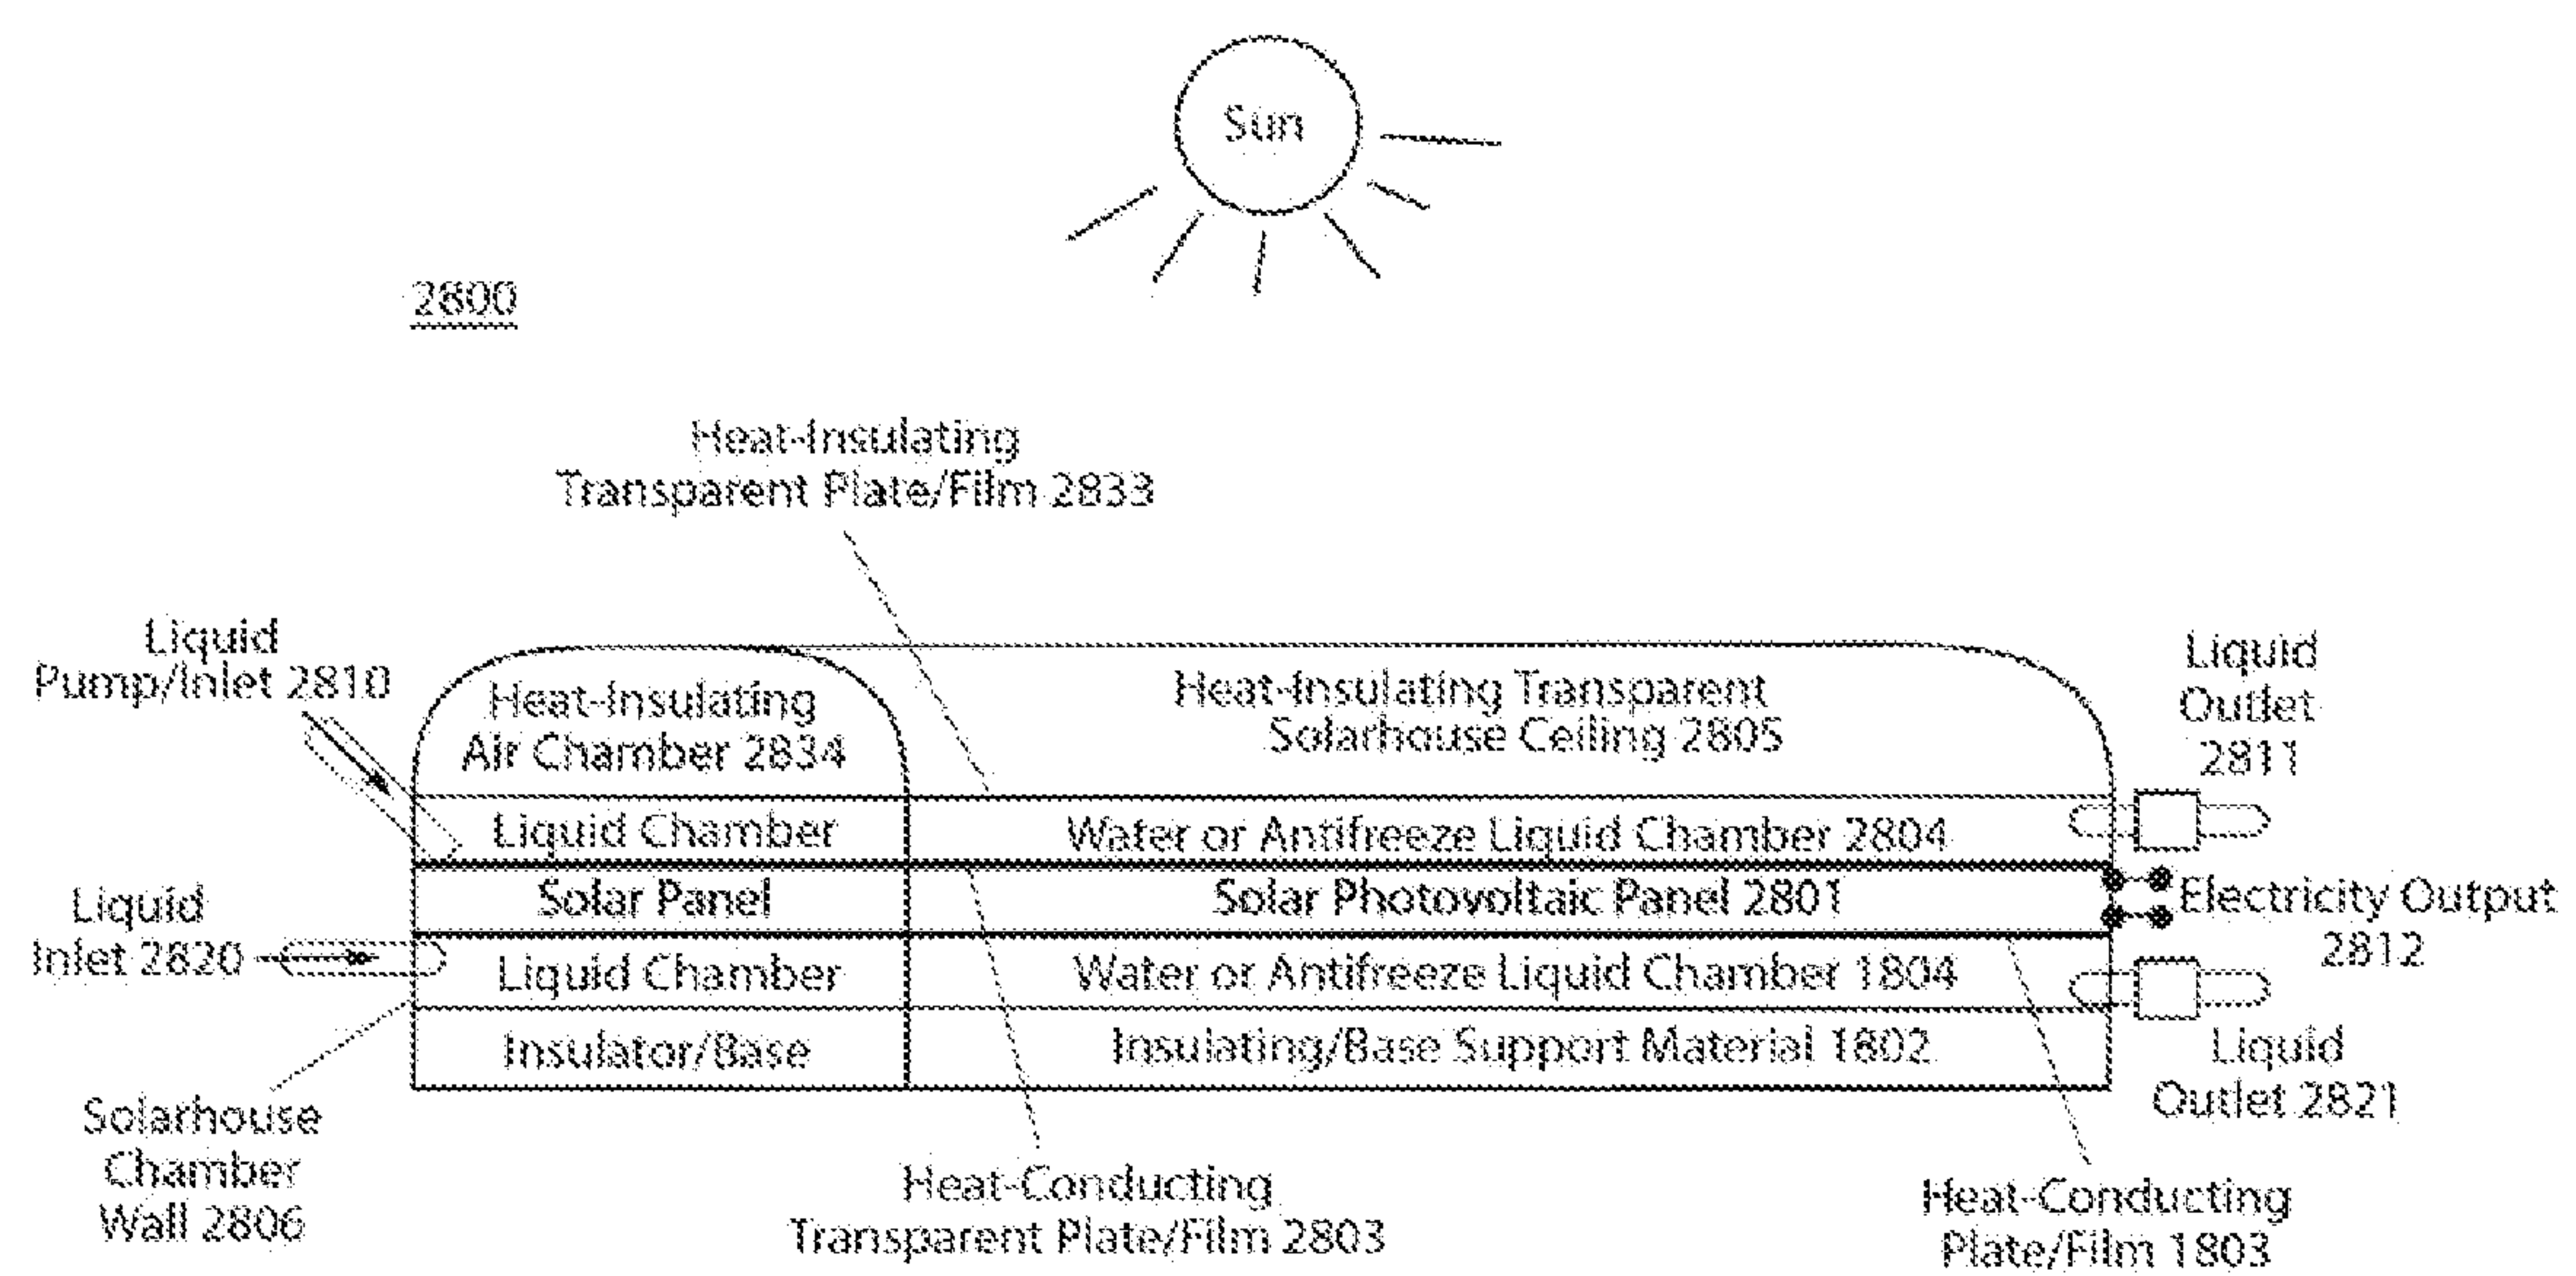 Sun
2800
Heat-Insulating
Transparent Plate/Film 2833
Liquid
Pump/Inlet 2810
Heat-Insulating
Air Chamber 2834
Heat-Insulating Transparent
Solarhouse Ceiling 2805
Liquid
Outlet
2811
Liquid Chamber
Water or Antifreeze Liquid Chamber 2804
Solar Panel
Solar Photovoltaic Panel 2801
Electricity Output
2812
Liquid
Inlet 2820
Liquid Chamber
Water or Antifreeze Liquid Chamber 1804
Insulator/Base
Insulating/Base Support Material 1802
Liquid
Outlet 2821
Solarhouse
Chamber
Wall 2806
Heat-Conducting
Transparent Plate/Film 2803
Heat-Conducting
Plate/Film 1803